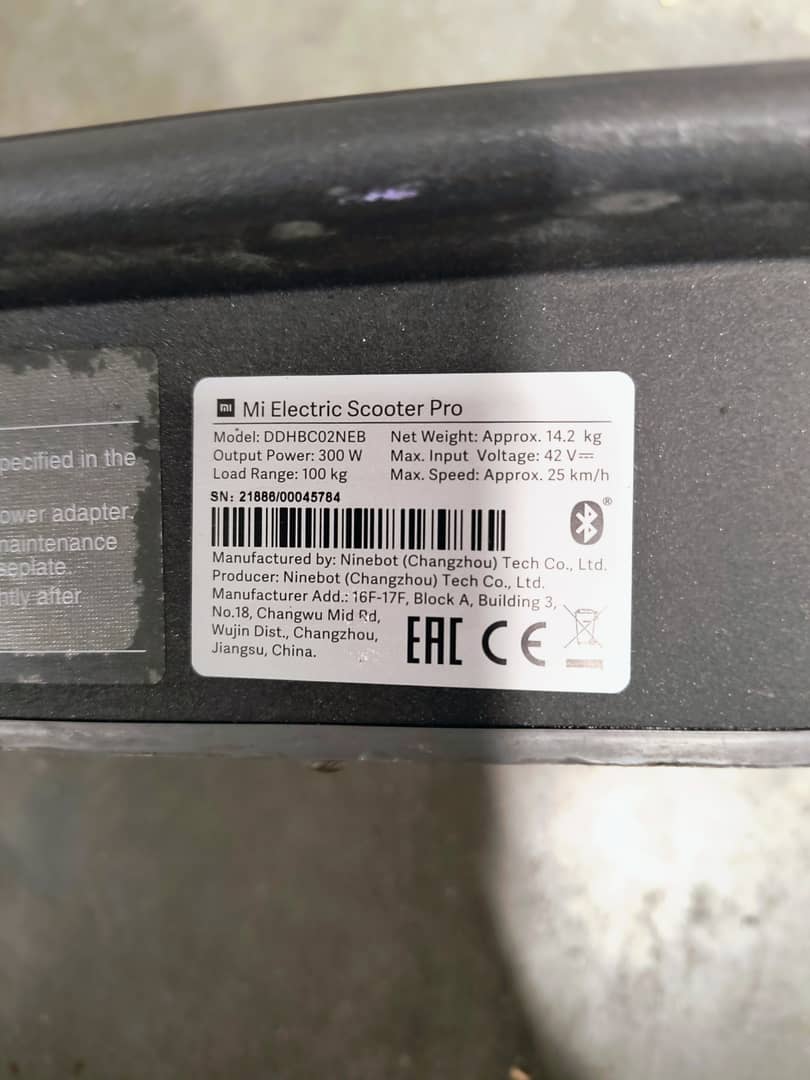 pecified in the
ower adapter.
naintenance
seplate.
ntly after
mi Mi Electric Scooter Pro
Model: DDHBC02NEB Net Weight: Approx. 14.2 kg
Output Power: 300 W Max. Input Voltage: 42 V⎓
Load Range: 100 kg Max. Speed: Approx. 25 km/h
SN: 21886/00045784
®
Manufactured by: Ninebot (Changzhou) Tech Co., Ltd.
Producer: Ninebot (Changzhou) Tech Co., Ltd.
Manufacturer Add.: 16F-17F, Block A, Building 3,
No.18, Changwu Mid Rd,
Wujin Dist., Changzhou,
Jiangsu, China.
EAC CE